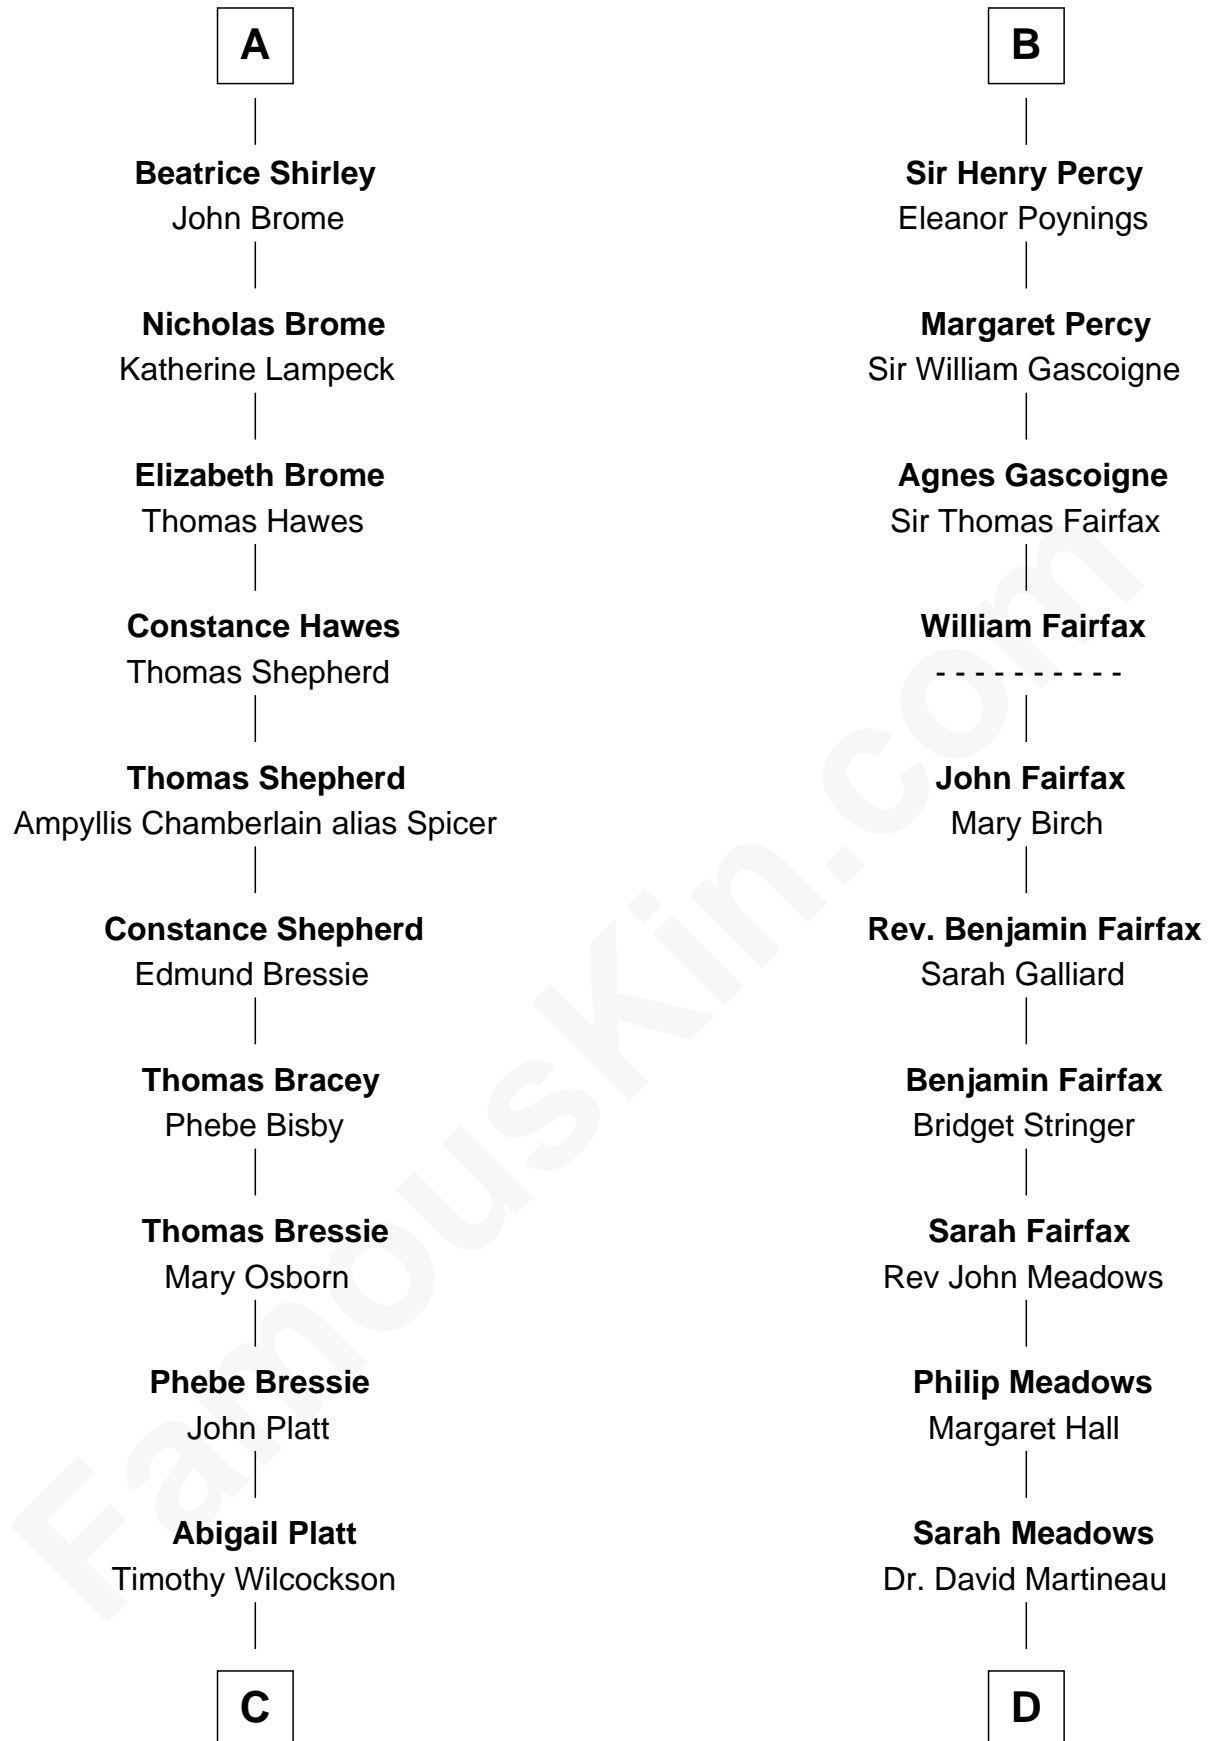 A
Beatrice Shirley
John Brome
Nicholas Brome
Katherine Lampeck
Elizabeth Brome
Thomas Hawes
Constance Hawes
Thomas Shepherd
Thomas Shepherd
Ampyllis Chamberlain alias Spicer
Constance Shepherd
Edmund Bressie
Thomas Bracey
Phebe Bisby
Thomas Bressie
Mary Osborn
Phebe Bressie
John Platt
Abigail Platt
Timothy Wilcockson
C
B
Sir Henry Percy
Eleanor Poynings
Margaret Percy
Sir William Gascoigne
Agnes Gascoigne
Sir Thomas Fairfax
William Fairfax
- - - - - - - - - -
John Fairfax
Mary Birch
Rev. Benjamin Fairfax
Sarah Galliard
Benjamin Fairfax
Bridget Stringer
Sarah Fairfax
Rev John Meadows
Philip Meadows
Margaret Hall
Sarah Meadows
Dr. David Martineau
D
FamousKin.com